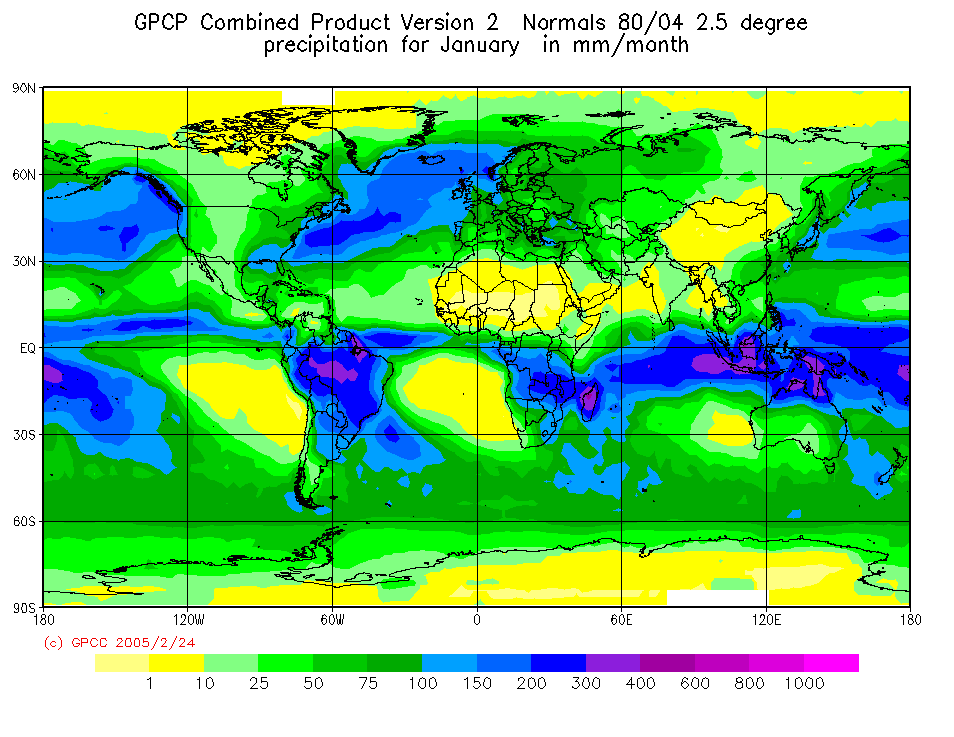 GPCP Combined Product Version 2  Normals 80/04 2.5 degree
precipitation for January  in mm/month
90N
60N
30N
EQ
30S
60S
90S
180 120W 60W 0 60E 120E 180
(c) GPCC 2005/2/24
1 10 25 50 75 100 150 200 300 400 600 800 1000